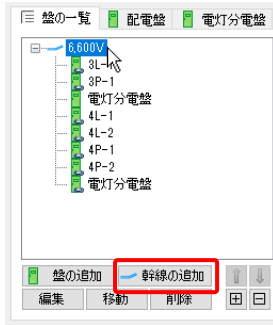 盤の一覧 配電盤 電灯分電盤
6,600V
3L-1
3P-1
電灯分電盤
4L-1
4L-2
4P-1
4P-2
電灯分電盤
盤の追加 幹線の追加
編集 移動 削除